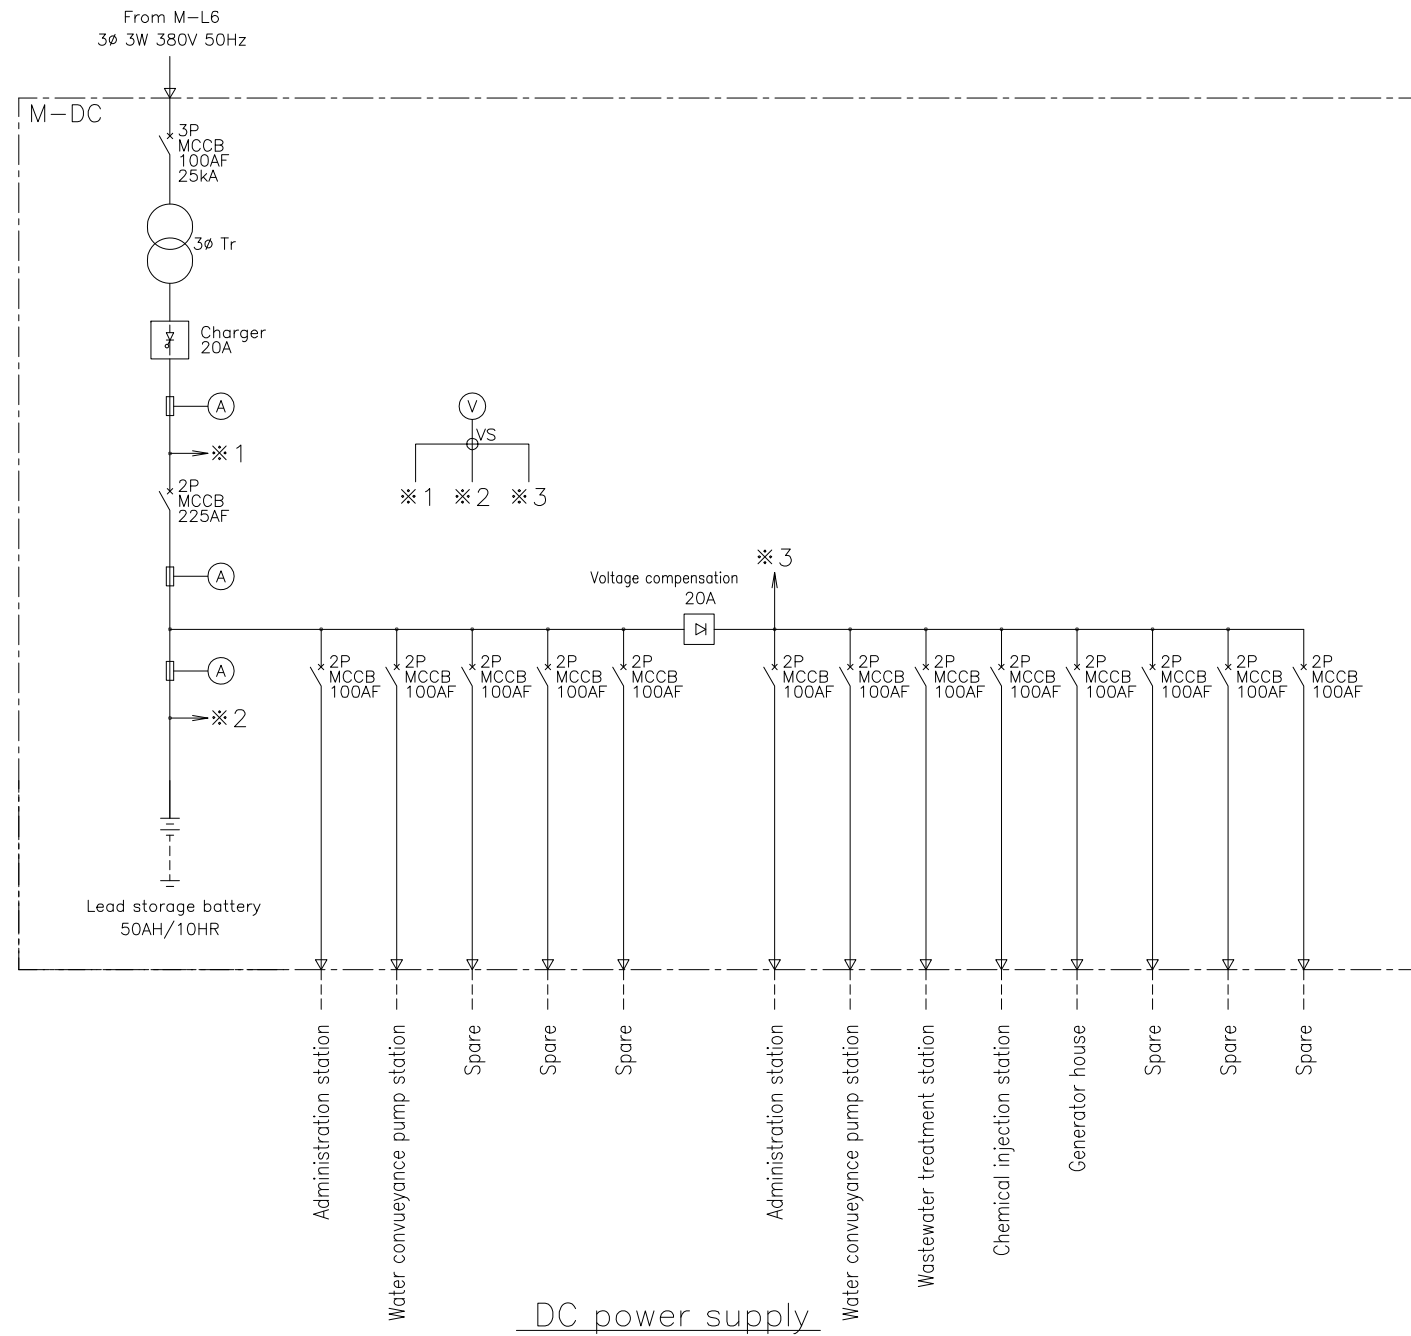 From M-L6
3ø 3W 380V 50Hz
M-DC
3P
MCCB
100AF
25kA
3ø Tr
Charger
20A
A
V
VS
※1
※1 ※2 ※3
2P
MCCB
225AF
A
※3
Voltage compensation
20A
A
2P
MCCB
100AF
2P
MCCB
100AF
2P
MCCB
100AF
2P
MCCB
100AF
2P
MCCB
100AF
2P
MCCB
100AF
2P
MCCB
100AF
2P
MCCB
100AF
2P
MCCB
100AF
2P
MCCB
100AF
2P
MCCB
100AF
2P
MCCB
100AF
2P
MCCB
100AF
※2
Lead storage battery
50AH/10HR
Administration station
Water convueyance pump station
Spare
Spare
Spare
Administration station
Water conveyance pump station
Wastewater treatment station
Chemical injection station
Generator house
Spare
Spare
Spare
DC power supply